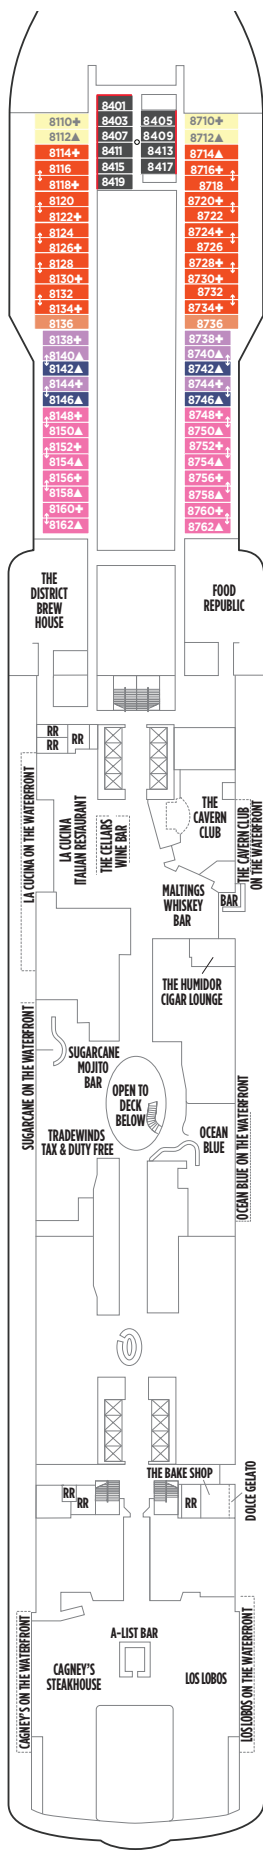 8401
8403 8405
8407 8409
8411 8413
8415 8417
8419
8110+
8112▲
8114+
8116
8118+
8120
8122+
8124
8126+
8128
8130+
8132
8134+
8136
8138+
8140▲
8142▲
8144+
8146▲
8148+
8150▲
8152+
8154▲
8156+
8158▲
8160+
8162▲
8710+
8712▲
8714▲
8716+
8718
8720+
8722
8724+
8726
8728+
8730+
8732
8734+
8736
8738+
8740▲
8742▲
8744+
8746▲
8748+
8750▲
8752+
8754▲
8756+
8758▲
8760+
8762▲
THE
DISTRICT
BREW
HOUSE
FOOD
REPUBLIC
RR
RR
RR
LA CUCINA ON THE WATERFRONT
LA CUCINA
ITALIAN RESTAURANT
THE CELLARS
WINE BAR
THE
CAVERN
CLUB
THE CAVERN CLUB
ON THE WATERFRONT
MALTINGS
WHISKEY
BAR
BAR
THE HUMIDOR
CIGAR LOUNGE
SUGARCANE ON THE WATERFRONT
SUGARCANE
MOJITO
BAR
OPEN TO
DECK
BELOW
TRADEWINDS
TAX & DUTY FREE
OCEAN
BLUE
OCEAN BLUE ON THE WATERFRONT
THE BAKE SHOP
DOLCE GELATO
RR
RR
RR
A-LIST BAR
CAGNEY'S ON THE WATERFRONT
CAGNEY'S
STEAKHOUSE
LOS LOBOS
LOS LOBOS ON THE WATERFRONT